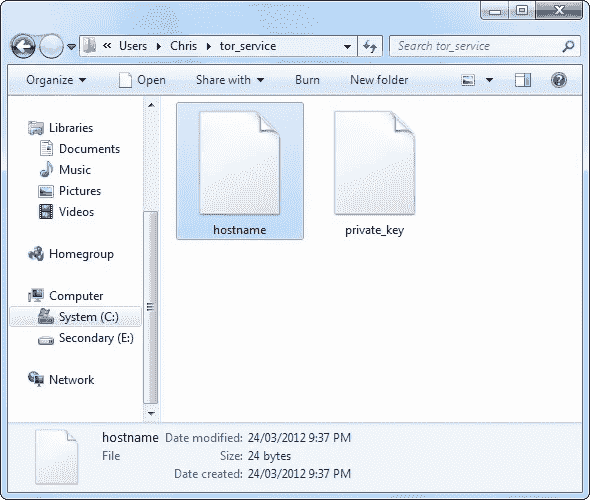 « Users Chris tor_service
Search tor_service
Organize Open Share with Burn New folder
Libraries
Documents
Music
Pictures
Videos
Homegroup
Computer
System (C:)
Secondary (E:)
Network
hostname
private_key
hostname Date modified: 24/03/2012 9:37 PM
File Size: 24 bytes
Date created: 24/03/2012 9:37 PM